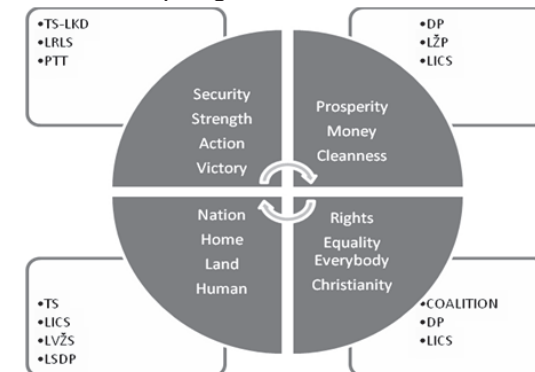 •TS-LKD
•LRLS
•PTT
•DP
•LŽP
•LICS
Security
Strength
Action
Victory
Prosperity
Money
Cleanness
Nation
Home
Land
Human
Rights
Equality
Everybody
Christianity
•TS
•LICS
•LVŽS
•LSDP
•COALITION
•DP
•LICS